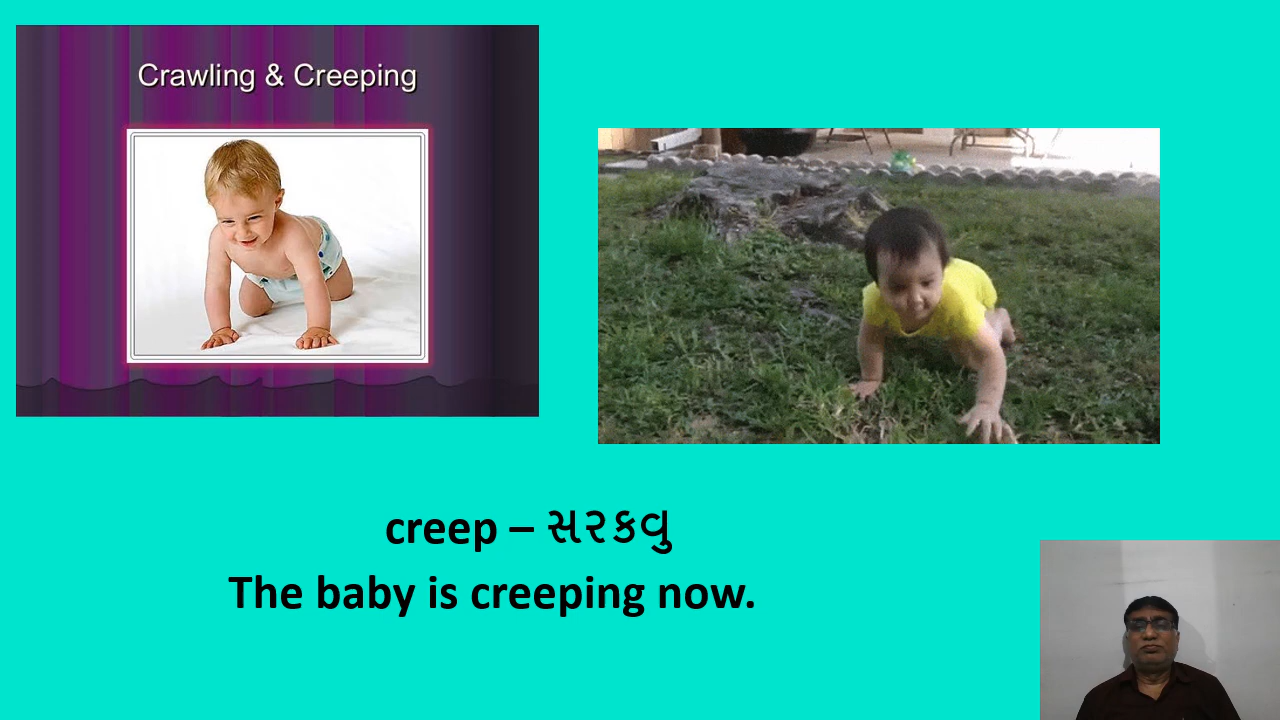 Crawling & Creeping
creep – સરકવુ
The baby is creeping now.